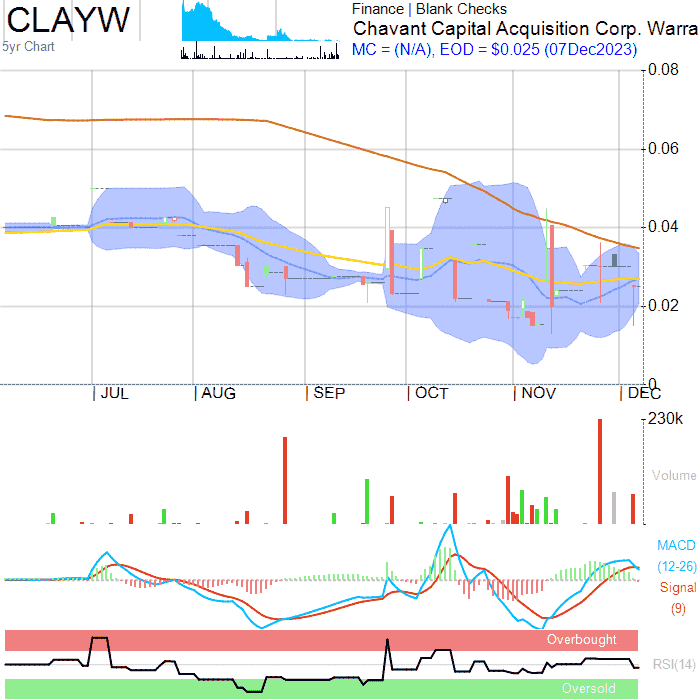 CLAYW
5yr Chart
Finance | Blank Checks
Chavant Capital Acquisition Corp. Warra
MC = (N/A), EOD = $0.025 (07Dec2023)
0.08
0.06
0.04
0.02
0
JUL AUG SEP OCT NOV DEC
230k
Volume
MACD
(12-26)
Signal
(9)
Overbought
RSI(14)
Oversold